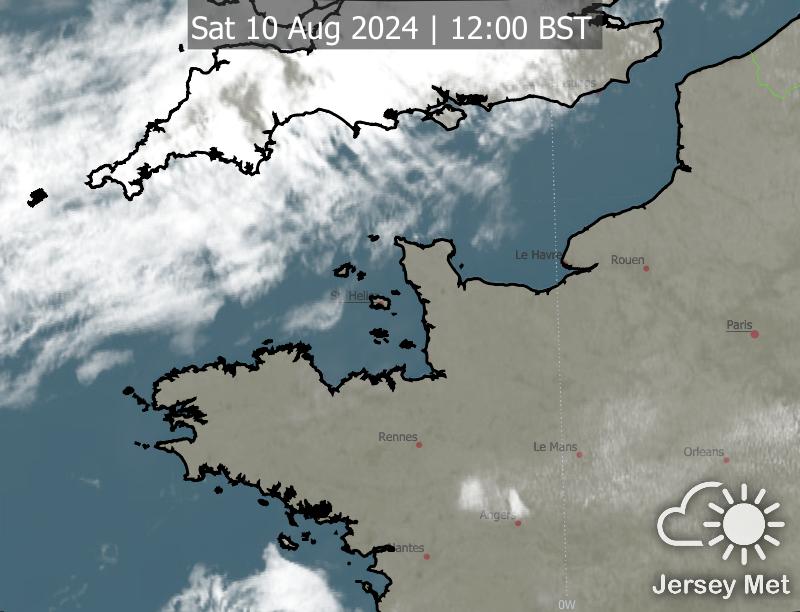 Sat 10 Aug 2024 | 12:00 BST
Le Havre
Rouen
St. Helier
Paris
Rennes
Le Mans
Orleans
Angers
Nantes
Jersey Met
0W